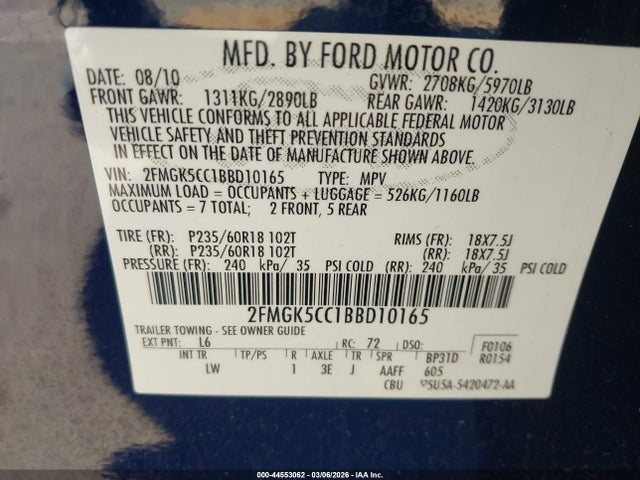 MFD. BY FORD MOTOR CO.
DATE: 08/10 GVWR: 2708KG/5970LB
FRONT GAWR: 1311KG/2890LB REAR GAWR: 1420KG/3130LB
THIS VEHICLE CONFORMS TO ALL APPLICABLE FEDERAL MOTOR
VEHICLE SAFETY AND THEFT PREVENTION STANDARDS
IN EFFECT ON THE DATE OF MANUFACTURE SHOWN ABOVE.
VIN: 2FMGK5CC1BBD10165 TYPE: MPV
MAXIMUM LOAD = OCCUPANTS + LUGGAGE = 526KG/1160LB
OCCUPANTS = 7 TOTAL; 2 FRONT, 5 REAR
TIRE (FR): P235/60R18 102T RIMS (FR): 18X7.5J
(RR): P235/60R18 102T (RR): 18X7.5J
PRESSURE (FR): 240 kPa/ 35 PSI COLD (RR): 240 kPa/ 35 PSI COLD
2FMGK5CC1BBD10165
TRAILER TOWING - SEE OWNER GUIDE
EXT PNT: L6 RC: 72 DSO: F0106
INT TR TP/PS R AXLE TR SPR BP31D R0154
LW 1 3E J AAFF 605
CBU 5U5A-5420472-AA
000-44553062 - 03/06/2026 - IAA Corp.